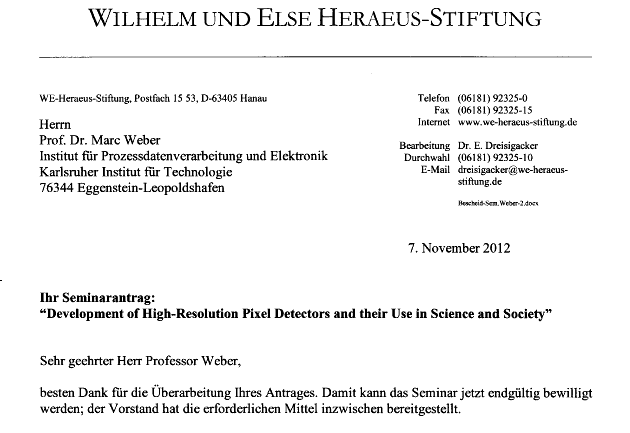 WILHELM UND ELSE HERAEUS-STIFTUNG
WE-Heraeus-Stiftung, Postfach 15 53, D-63405 Hanau
Herrn
Prof. Dr. Marc Weber
Institut für Prozessdatenverarbeitung und Elektronik
Karlsruher Institut für Technologie
76344 Eggenstein-Leopoldshafen
Telefon (06181) 92325-0
Fax (06181) 92325-15
Internet www.we-heraeus-stiftung.de
Bearbeitung Dr. E. Dreisigacker
Durchwahl (06181) 92325-10
E-Mail dreisigacker@we-heraeus-
stiftung.de
Bescheid-Sem.Weber-2.docx
7. November 2012
Ihr Seminarantrag:
“Development of High-Resolution Pixel Detectors and their Use in Science and Society”
Sehr geehrter Herr Professor Weber,
besten Dank für die Überarbeitung Ihres Antrages. Damit kann das Seminar jetzt endgültig bewilligt
werden; der Vorstand hat die erforderlichen Mittel inzwischen bereitgestellt.